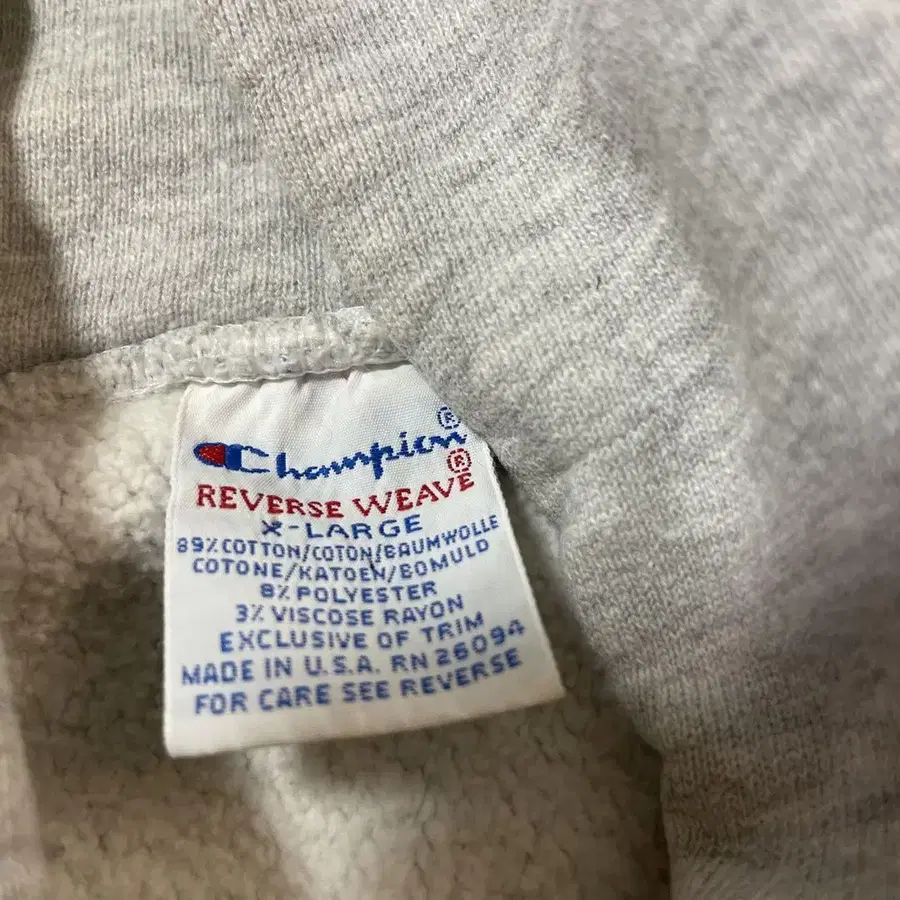 Champion®
REVERSE WEAVE®
X-LARGE
89% COTTON/COTON/BAUMWOLLE
COTONE/KATOEN/BOMULD
8% POLYESTER
3% VISCOSE RAYON
EXCLUSIVE OF TRIM
MADE IN U.S.A. RN 26094
FOR CARE SEE REVERSE